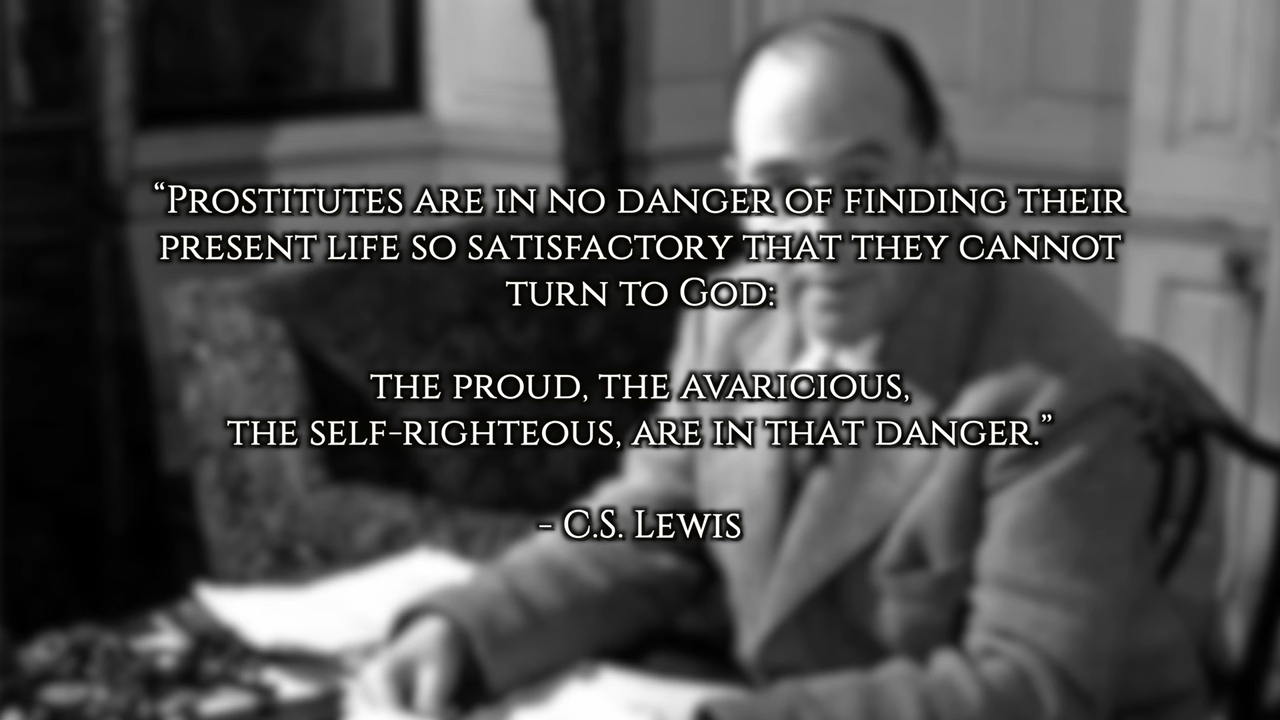 “Prostitutes are in no danger of finding their
present life so satisfactory that they cannot
turn to God:
the proud, the avaricious,
the self-righteous, are in that danger.”
- C.S. Lewis